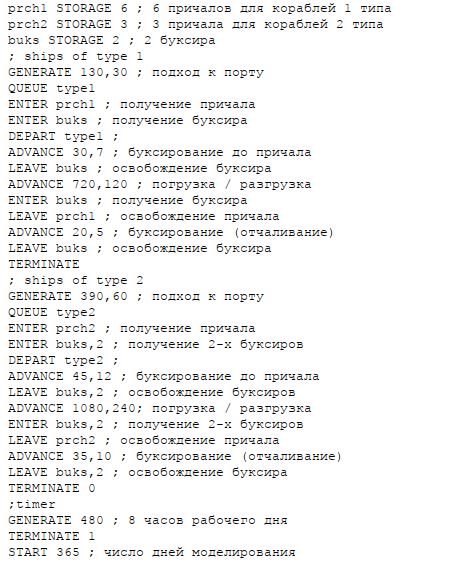 prch1 STORAGE 6 ; 6 причалов для кораблей 1 типа
prch2 STORAGE 3 ; 3 причала для кораблей 2 типа
buks STORAGE 2 ; 2 буксира
; ships of type 1
GENERATE 130,30 ; подход к порту
QUEUE type1
ENTER prch1 ; получение причала
ENTER buks ; получение буксира
DEPART type1 ;
ADVANCE 30,7 ; буксирование до причала
LEAVE buks ; освобождение буксира
ADVANCE 720,120 ; погрузка / разгрузка
ENTER buks ; получение буксира
LEAVE prch1 ; освобождение причала
ADVANCE 20,5 ; буксирование (отчаливание)
LEAVE buks ; освобождение буксира
TERMINATE
; ships of type 2
GENERATE 390,60 ; подход к порту
QUEUE type2
ENTER prch2 ; получение причала
ENTER buks,2 ; получение 2-х буксиров
DEPART type2 ;
ADVANCE 45,12 ; буксирование до причала
LEAVE buks,2 ; освобождение буксиров
ADVANCE 1080,240; погрузка / разгрузка
ENTER buks,2 ; получение 2-х буксиров
LEAVE prch2 ; освобождение причала
ADVANCE 35,10 ; буксирование (отчаливание)
LEAVE buks,2 ; освобождение буксира
TERMINATE 0
;timer
GENERATE 480 ; 8 часов рабочего дня
TERMINATE 1
START 365 ; число дней моделирования